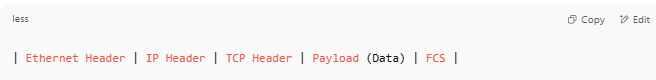 less
Copy
Edit
| Ethernet Header | IP Header | TCP Header | Payload (Data) | FCS |